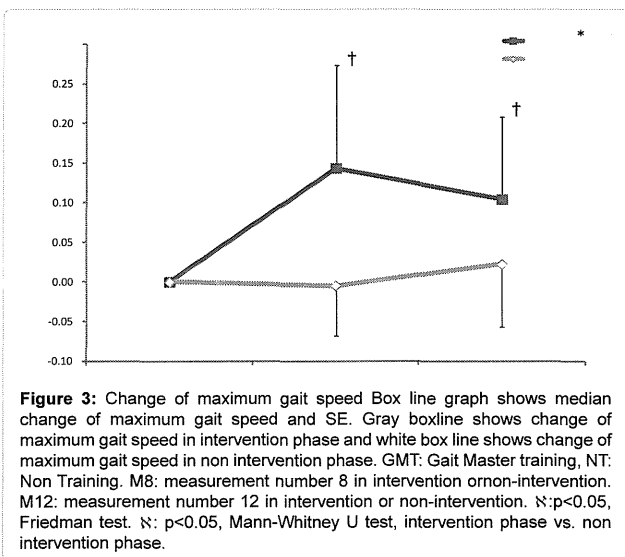 *
†
†
0.25
0.20
0.15
0.10
0.05
0.00
-0.05
-0.10
Figure 3: Change of maximum gait speed Box line graph shows median
change of maximum gait speed and SE. Gray boxline shows change of
maximum gait speed in intervention phase and white box line shows change of
maximum gait speed in non intervention phase. GMT: Gait Master training, NT:
Non Training. M8: measurement number 8 in intervention ornon-intervention.
M12: measurement number 12 in intervention or non-intervention. ℵ:p<0.05,
Friedman test. ℵ: p<0.05, Mann-Whitney U test, intervention phase vs. non
intervention phase.